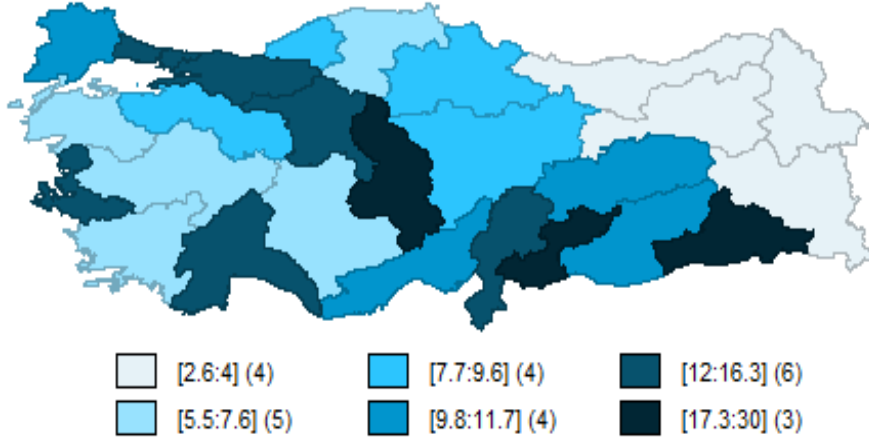 [2.6:4] (4) [7.7:9.6] (4) [12:16.3] (6)
[5.5:7.6] (5) [9.8:11.7] (4) [17.3:30] (3)